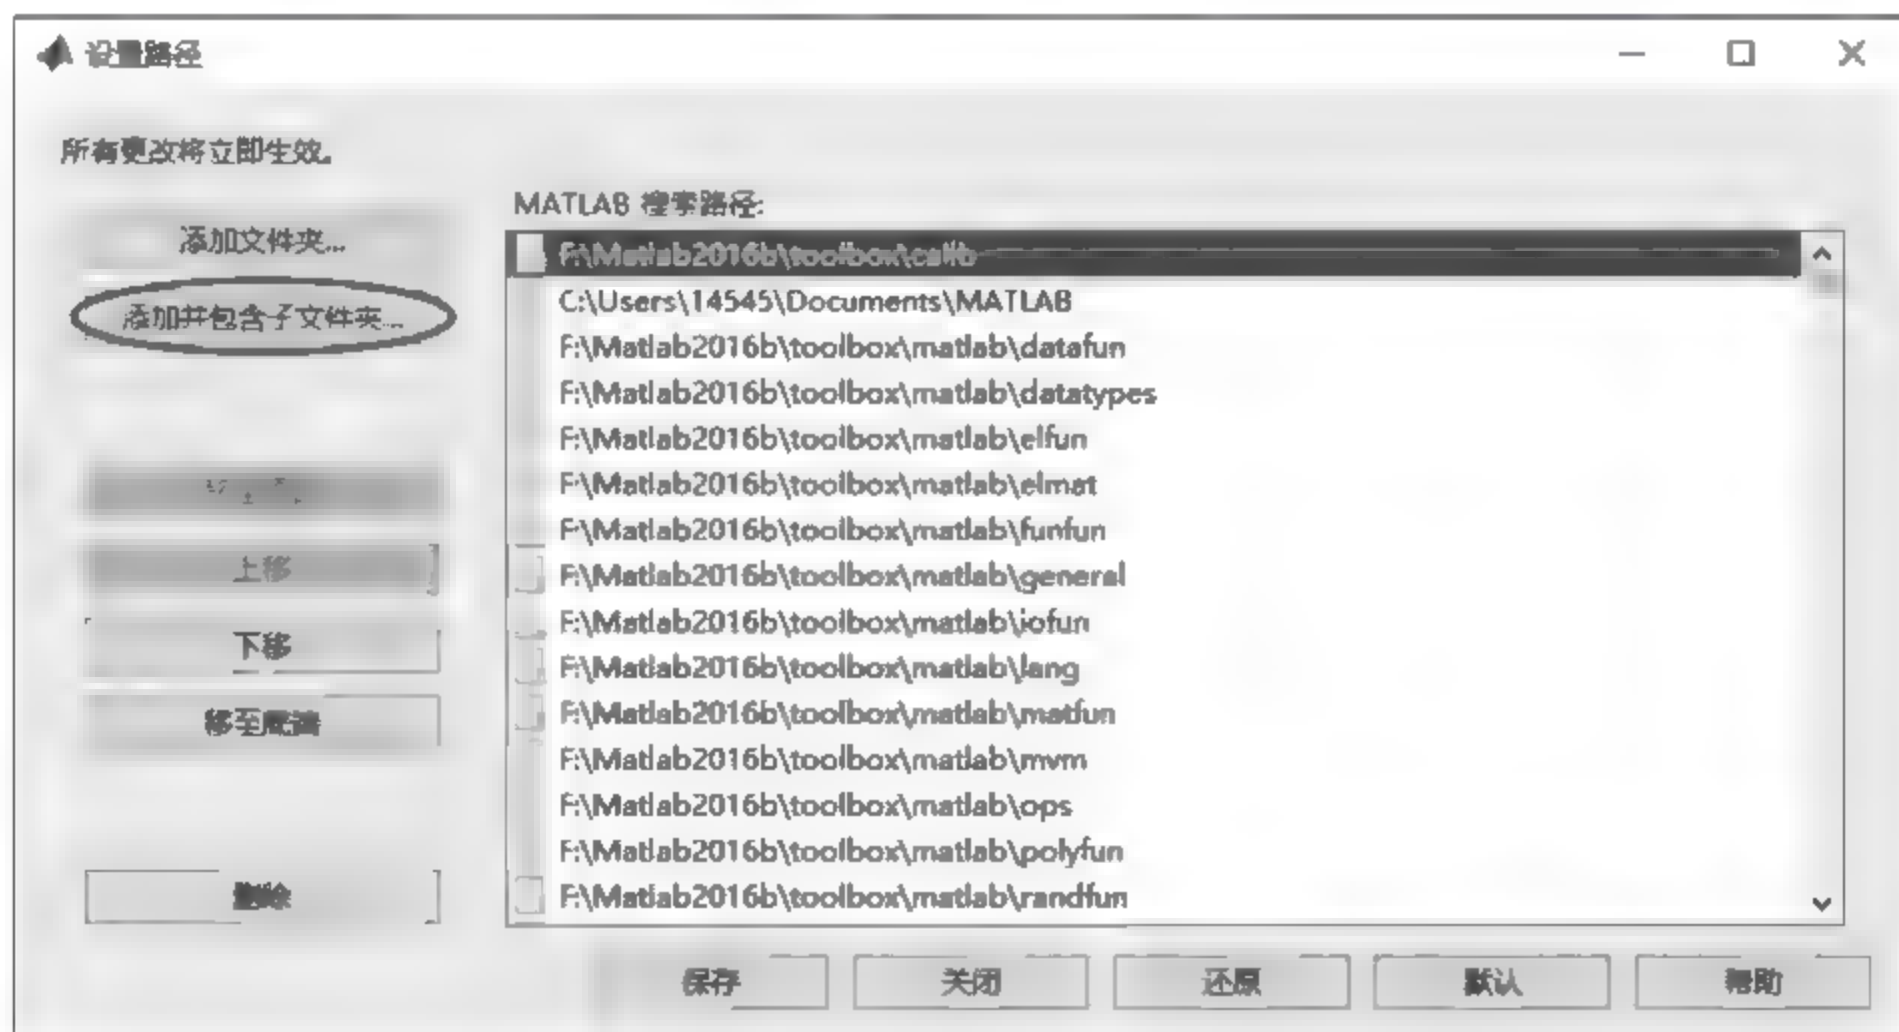 设置路径
所有更改将立即生效。
添加文件夹...
添加并包含子文件夹...
上移
下移
移至底端
删除
MATLAB 搜索路径:
F:\Matlab2016b\toolbox\calib
C:\Users\14545\Documents\MATLAB
F:\Matlab2016b\toolbox\matlab\datafun
F:\Matlab2016b\toolbox\matlab\datatypes
F:\Matlab2016b\toolbox\matlab\elfun
F:\Matlab2016b\toolbox\matlab\elmat
F:\Matlab2016b\toolbox\matlab\funfun
F:\Matlab2016b\toolbox\matlab\general
F:\Matlab2016b\toolbox\matlab\iofun
F:\Matlab2016b\toolbox\matlab\lang
F:\Matlab2016b\toolbox\matlab\matfun
F:\Matlab2016b\toolbox\matlab\mvm
F:\Matlab2016b\toolbox\matlab\ops
F:\Matlab2016b\toolbox\matlab\polyfun
F:\Matlab2016b\toolbox\matlab\randfun
保存
关闭
还原
默认
帮助